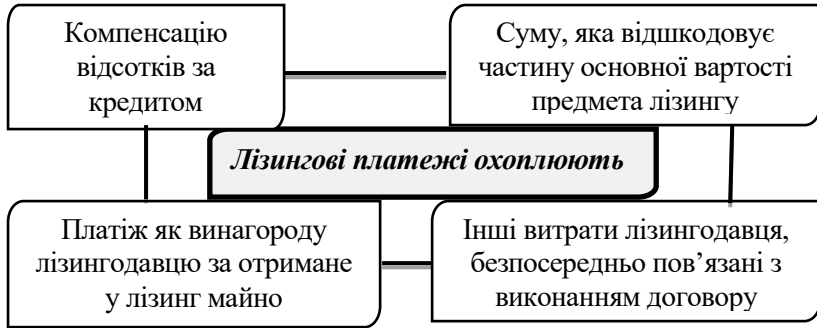 Компенсацію
відсотків за
кредитом
Суму, яка відшкодовує
частину основної вартості
предмета лізингу
Лізингові платежі охоплюють
Платіж як винагороду
лізингодавцю за отримане
у лізинг майно
Інші витрати лізингодавця,
безпосередньо пов’язані з
виконанням договору